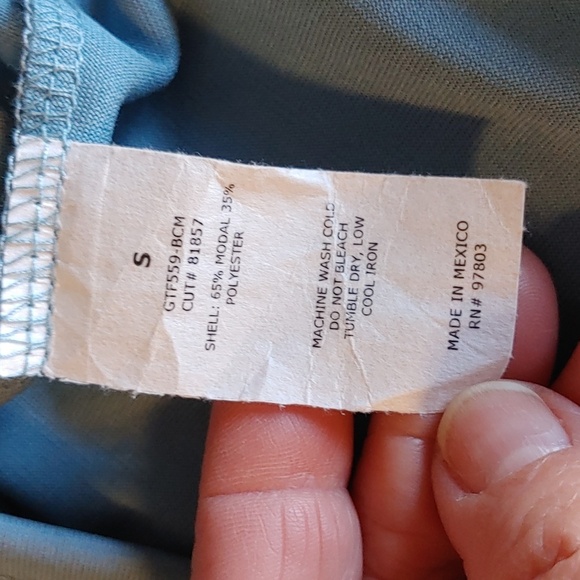 S
GTF559-BCM
CUT# 81857
SHELL: 65% MODAL 35%
POLYESTER
MACHINE WASH COLD
DO NOT BLEACH
TUMBLE DRY, LOW
COOL IRON
MADE IN MEXICO
RN# 97803